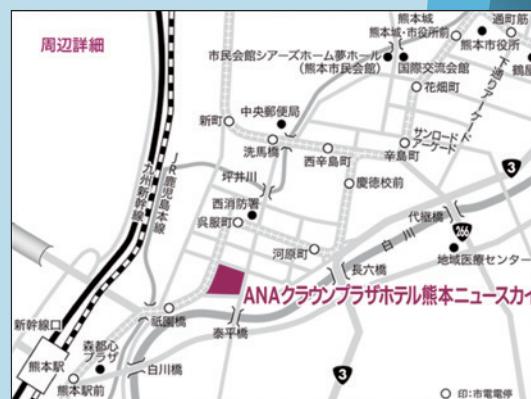 周辺詳細
熊本城
熊本城・市役所前
通町筋
熊本市役所
市民会館シアーズホーム夢ホール
(熊本市民会館)
国際交流会館
下通りアーケード
鶴屋
花畑町
中央郵便局
新町
洗馬橋
西辛島町
サンロード
アーケード
辛島町
3
九州新幹線
JR鹿児島本線
坪井川
慶徳校前
西消防署
呉服町
代継橋
266
白川
河原町
地域医療センター
長六橋
ANAクラウンプラザホテル熊本ニュースカイ
祇園橋
泰平橋
新幹線口
森都心
プラザ
熊本駅
白川橋
熊本駅前
3
印:市電電停